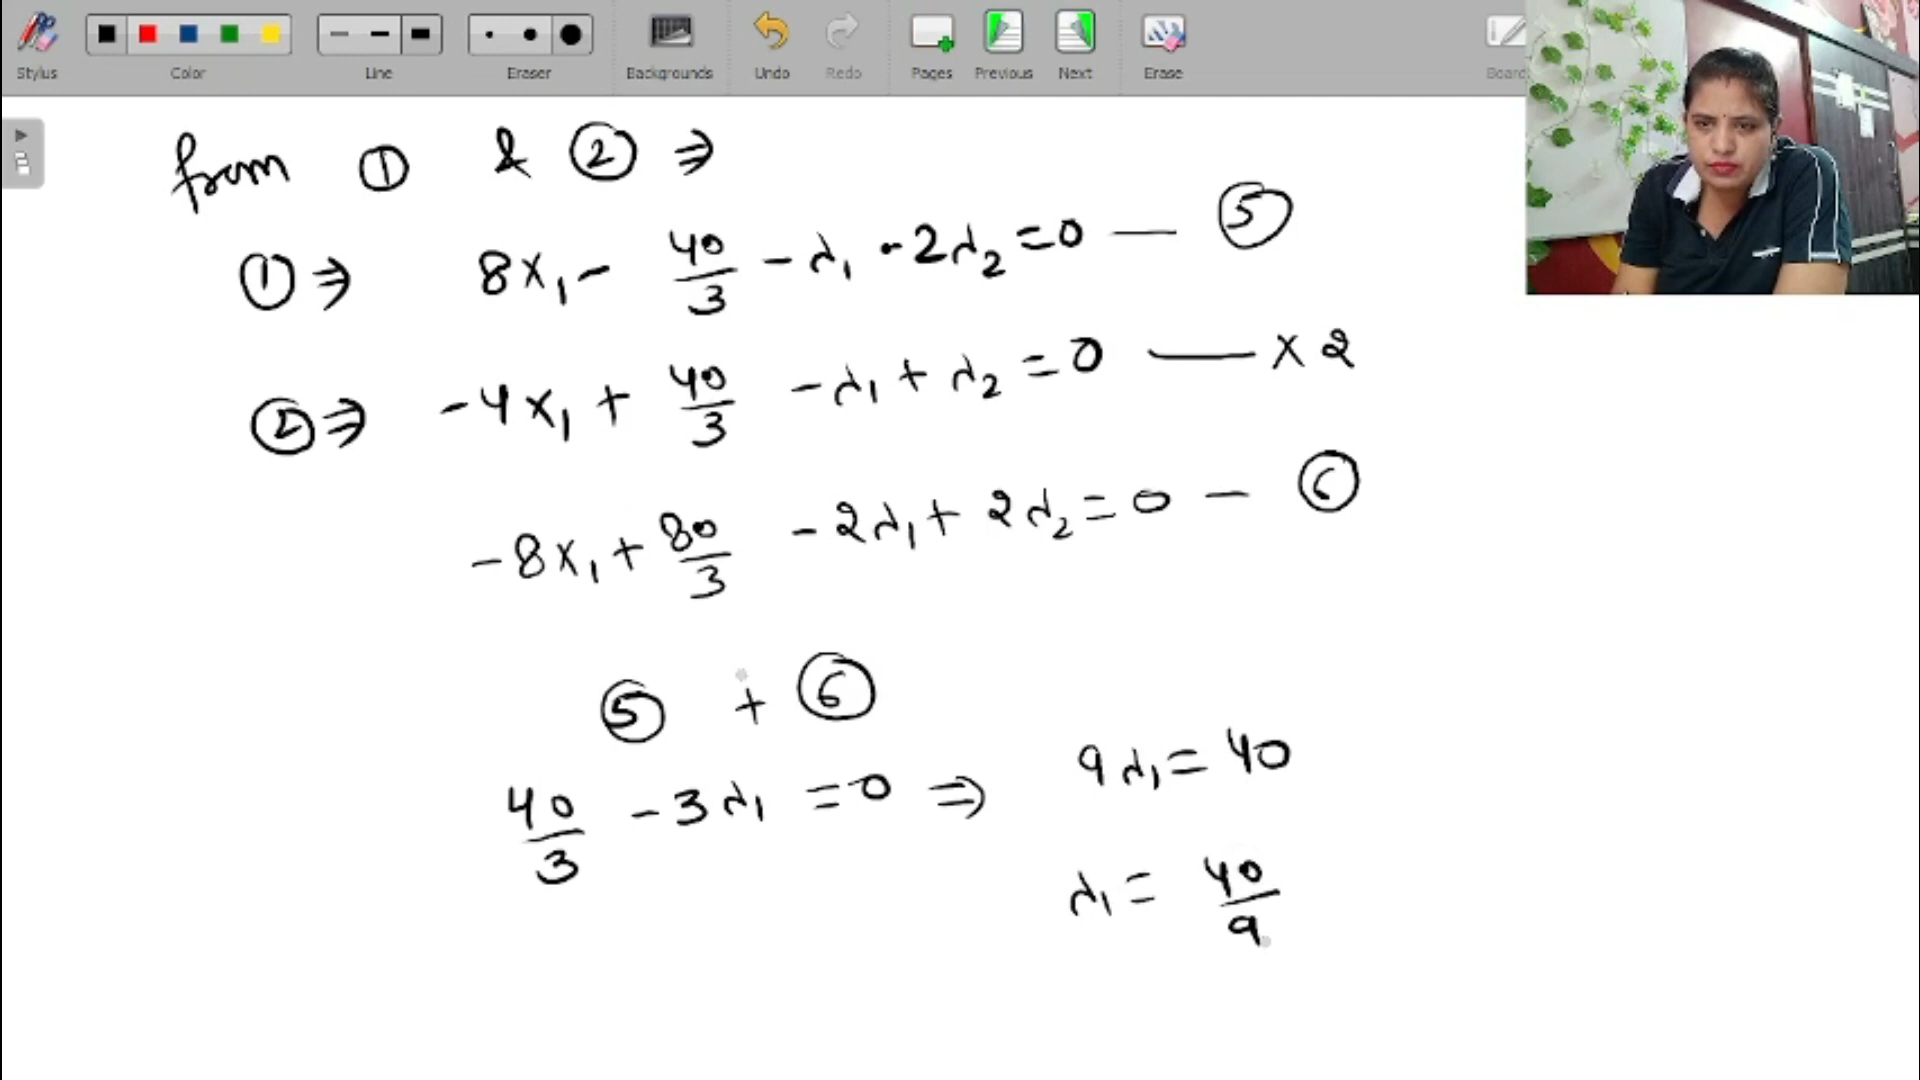 Stylus Color Line Eraser Backgrounds Undo Redo Pages Previous Next Erase Board
from ① & ② ⇒
① ⇒ 8x₁ - 40/3 - λ₁ - 2λ₂ = 0 — ⑤
② ⇒ -4x₁ + 40/3 - λ₁ + λ₂ = 0 — × 2
-8x₁ + 80/3 - 2λ₁ + 2λ₂ = 0 — ⑥
⑤ + ⑥
40/3 - 3λ₁ = 0 ⇒ 9λ₁ = 40
λ₁ = 40/9